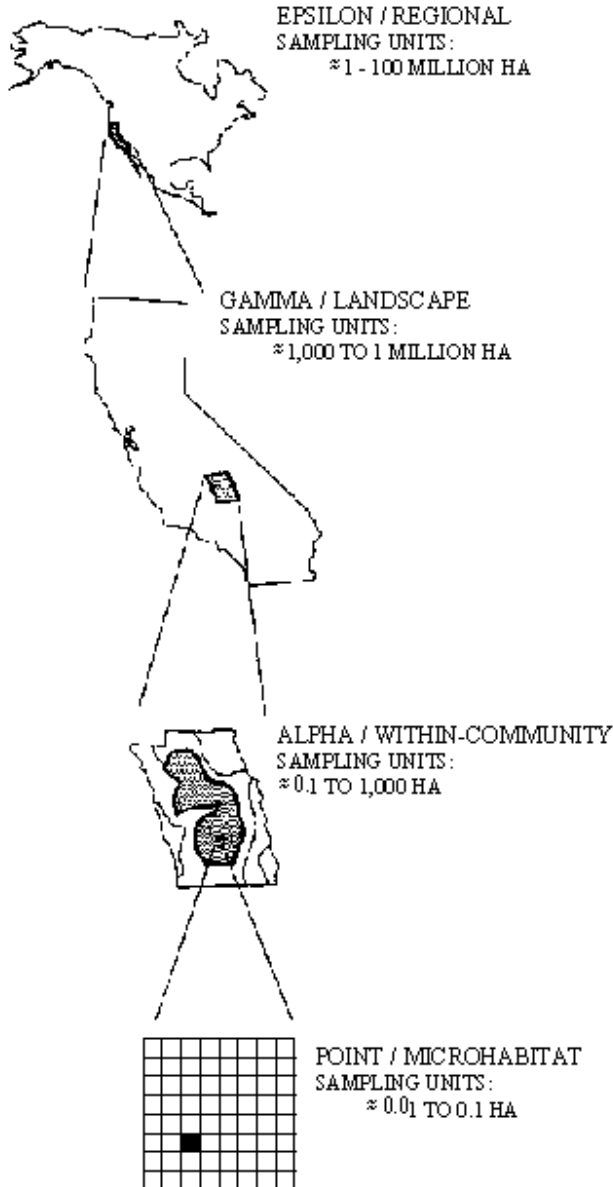 EPSILON / REGIONAL
SAMPLING UNITS:
≈ 1 - 100 MILLION HA
GAMMA / LANDSCAPE
SAMPLING UNITS:
≈ 1,000 TO 1 MILLION HA
ALPHA / WITHIN-COMMUNITY
SAMPLING UNITS:
≈ 0.1 TO 1,000 HA
POINT / MICROHABITAT
SAMPLING UNITS:
≈ 0.01 TO 0.1 HA